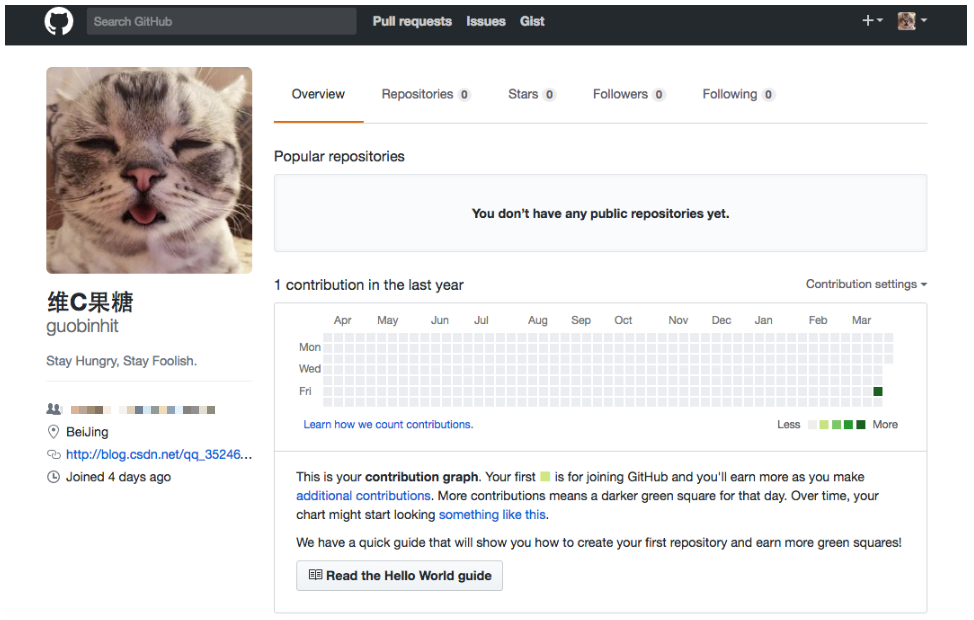 Search GitHub
Pull requests Issues Gist
Overview Repositories 0 Stars 0 Followers 0 Following 0
Popular repositories
You don't have any public repositories yet.
维C果糖
guobinhit
Stay Hungry, Stay Foolish.
BeiJing
http://blog.csdn.net/qq_35246...
Joined 4 days ago
1 contribution in the last year
Contribution settings
Apr May Jun Jul Aug Sep Oct Nov Dec Jan Feb Mar
Mon
Wed
Fri
Learn how we count contributions.
Less More
This is your contribution graph. Your first is for joining GitHub and you'll earn more as you make
additional contributions. More contributions means a darker green square for that day. Over time, your
chart might start looking something like this.
We have a quick guide that will show you how to create your first repository and earn more green squares!
Read the Hello World guide